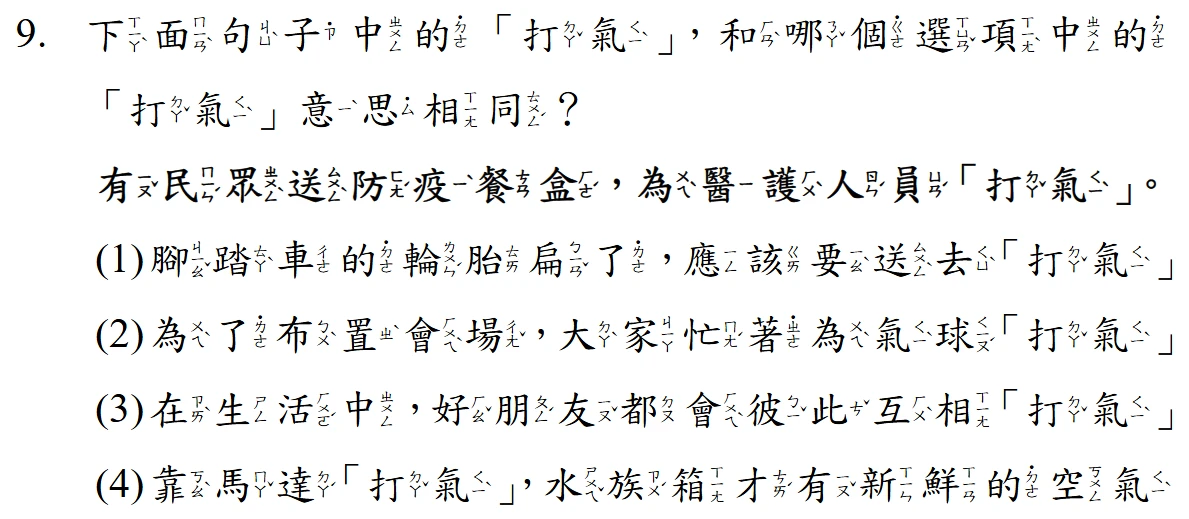 9. 下面句子中的「打氣」，和哪個選項中的
「打氣」意思相同？
有民眾送防疫餐盒，為醫護人員「打氣」。
(1)腳踏車的輪胎扁了，應該要送去「打氣」
(2)為了布置會場，大家忙著為氣球「打氣」
(3)在生活中，好朋友都會彼此互相「打氣」
(4)靠馬達「打氣」，水族箱才有新鮮的空氣